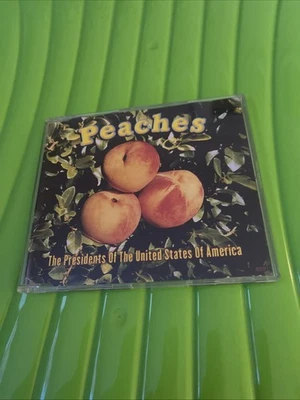 Peaches
The Presidents Of The United States Of America